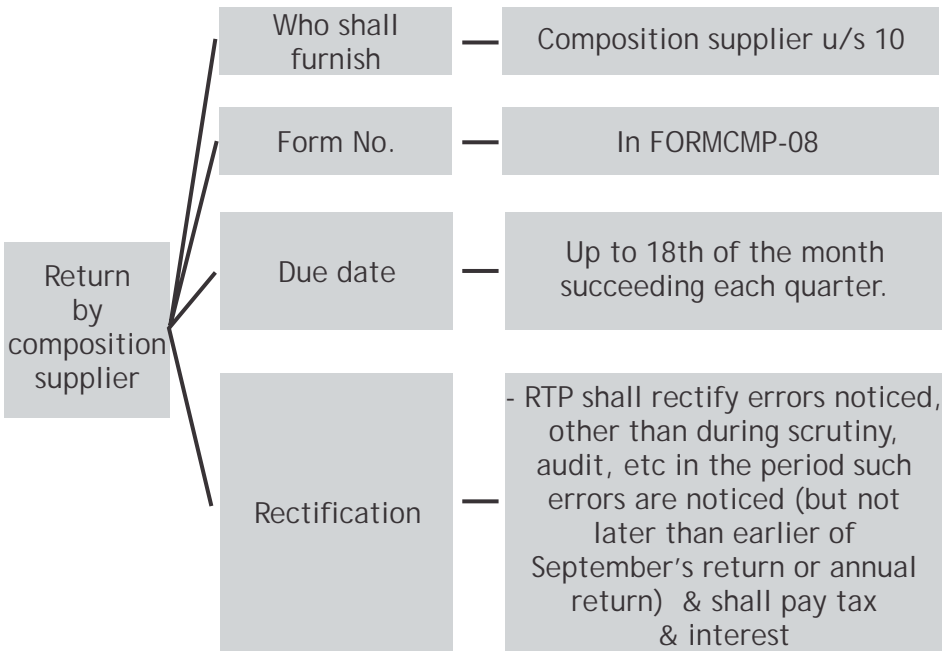 Return
by
composition
supplier
Who shall
furnish
Composition supplier u/s 10
Form No.
In FORMCMP-08
Due date
Up to 18th of the month
succeeding each quarter.
Rectification
- RTP shall rectify errors noticed,
other than during scrutiny,
audit, etc in the period such
errors are noticed (but not
later than earlier of
September's return or annual
return) & shall pay tax
& interest